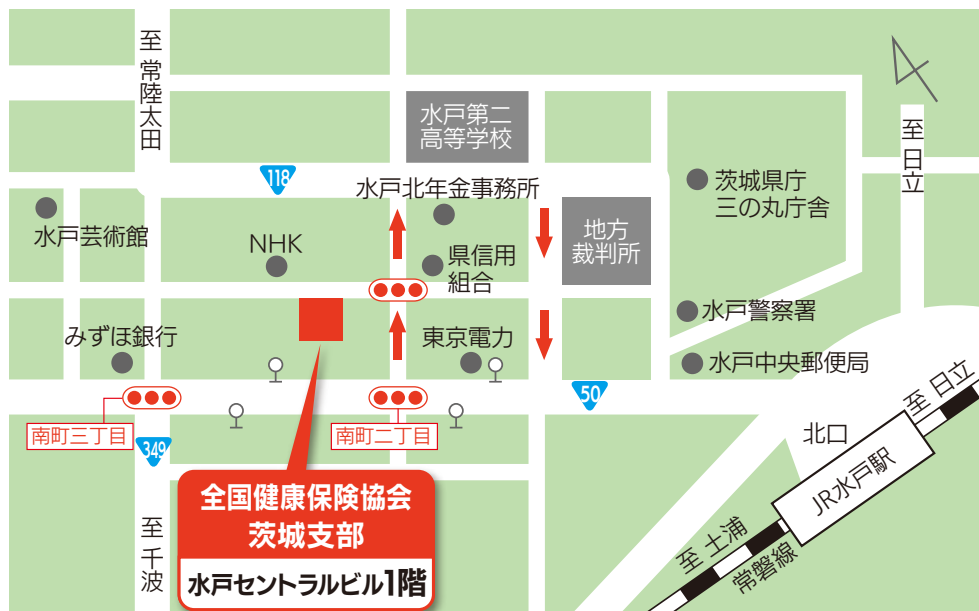 至 常陸太田
水戸第二
高等学校
至 日立
118
水戸北年金事務所
茨城県庁
三の丸庁舎
水戸芸術館
NHK
県信用
組合
地方
裁判所
みずほ銀行
東京電力
水戸警察署
水戸中央郵便局
50
至 日立
南町三丁目
南町二丁目
349
北口
JR水戸駅
全国健康保険協会
茨城支部
水戸セントラルビル1階
至 千波
至 土浦
常磐線